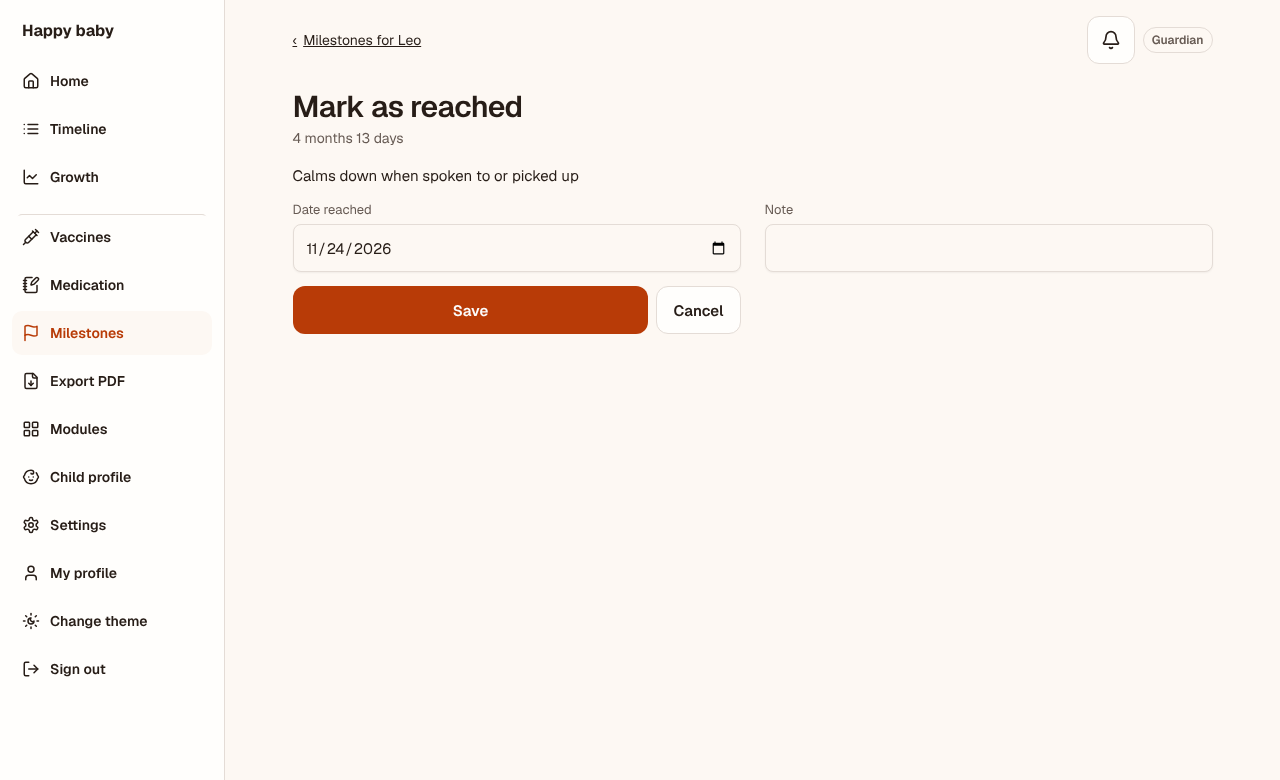 Happy baby
Home
Timeline
Growth
Vaccines
Medication
Milestones
Export PDF
Modules
Child profile
Settings
My profile
Change theme
Sign out
‹ Milestones for Leo
Guardian
Mark as reached
4 months 13 days
Calms down when spoken to or picked up
Date reached
11/24/2026
Note
Save
Cancel